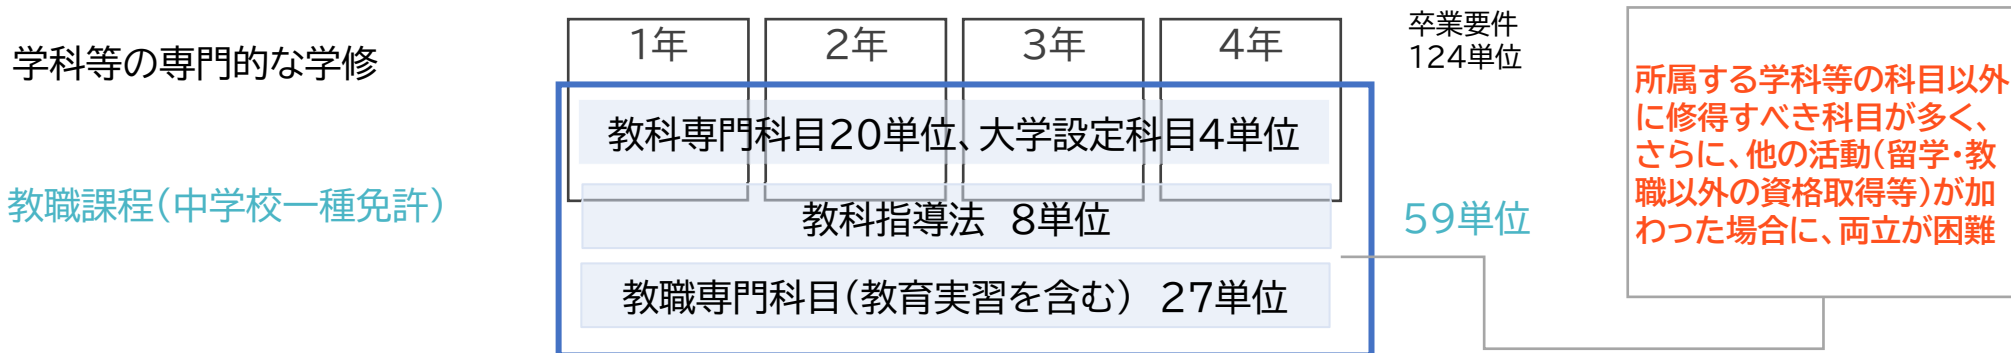 学科等の専門的な学修
1年
2年
3年
4年
卒業要件
124単位
教科専門科目20単位、大学設定科目4単位
教職課程(中学校一種免許)
教科指導法 8単位
59単位
教職専門科目(教育実習を含む) 27単位
所属する学科等の科目以外
に修得すべき科目が多く、
さらに、他の活動(留学・教
職以外の資格取得等)が加
わった場合に、両立が困難